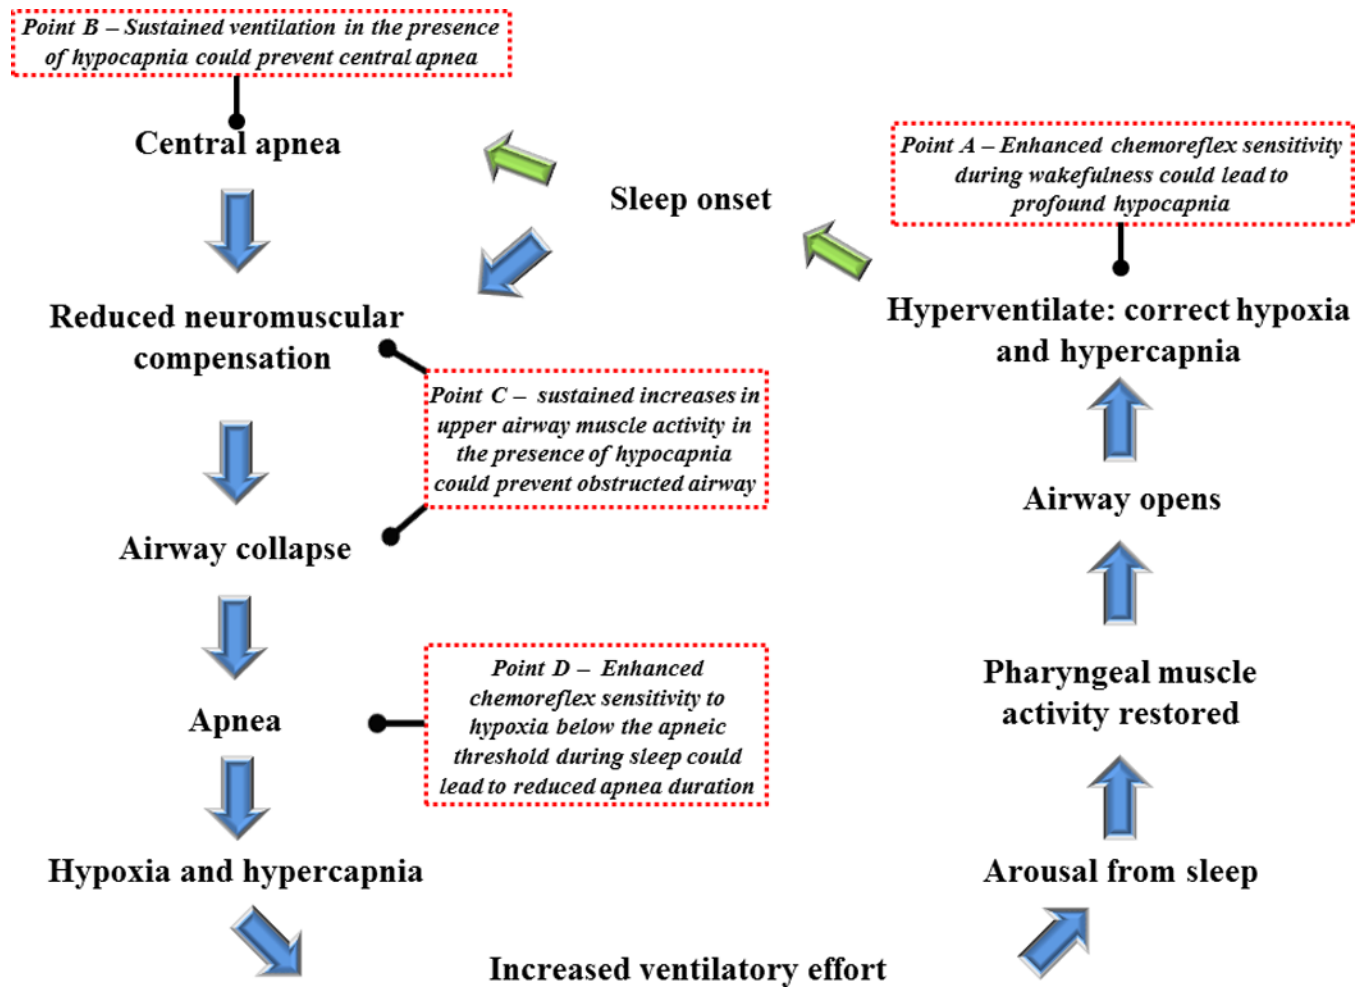 Point B – Sustained ventilation in the presence
of hypocapnia could prevent central apnea
Central apnea
Sleep onset
Point A – Enhanced chemoreflex sensitivity
during wakefulness could lead to
profound hypocapnia
Reduced neuromuscular
compensation
Hyperventilate: correct hypoxia
and hypercapnia
Point C – sustained increases in
upper airway muscle activity in
the presence of hypocapnia
could prevent obstructed airway
Airway opens
Airway collapse
Point D – Enhanced
chemoreflex sensitivity to
hypoxia below the apneic
threshold during sleep could
lead to reduced apnea duration
Pharyngeal muscle
activity restored
Apnea
Hypoxia and hypercapnia
Arousal from sleep
Increased ventilatory effort